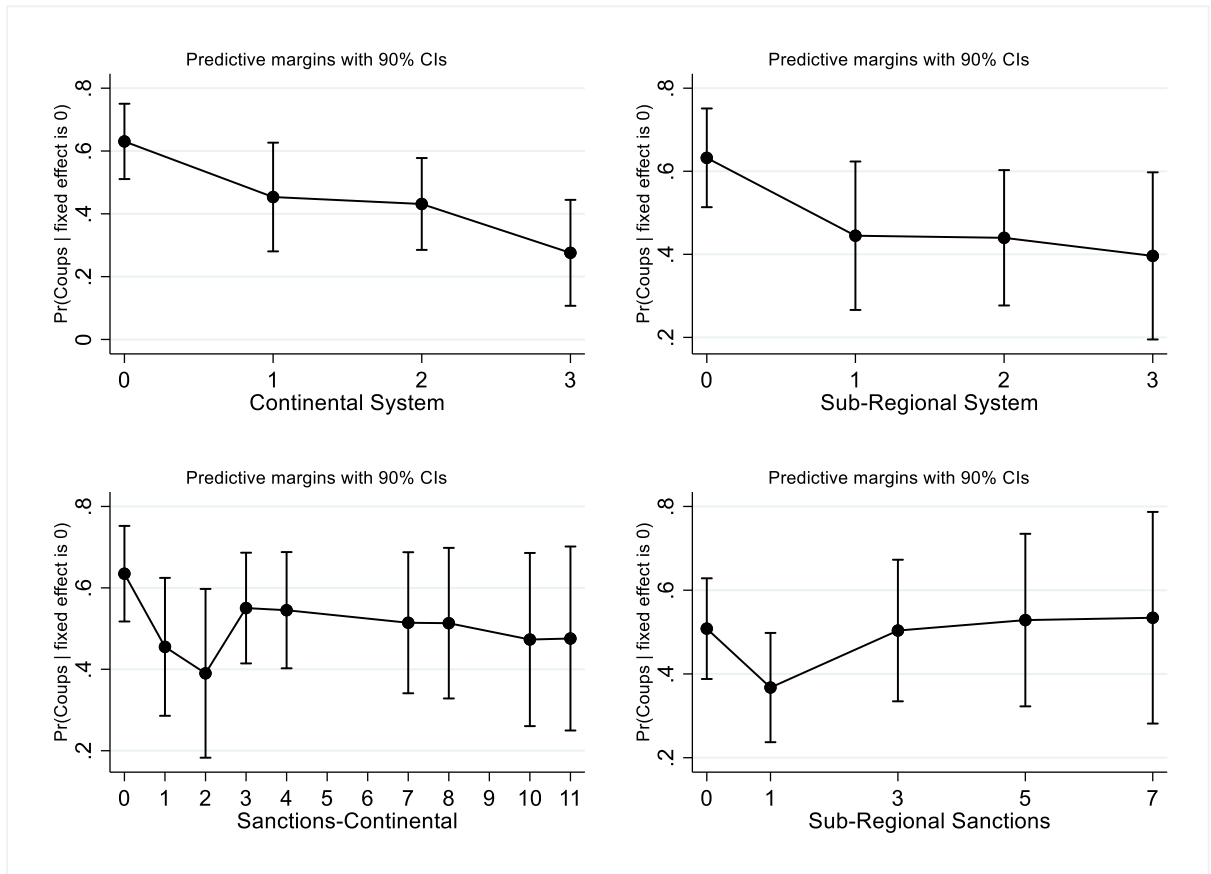 Predictive margins with 90% CIs
Pr(Coups | fixed effect is 0)
.8
.6
.4
.2
0
0 1 2 3
Continental System
Predictive margins with 90% CIs
Pr(Coups | fixed effect is 0)
.8
.6
.4
.2
0 1 2 3
Sub-Regional System
Predictive margins with 90% CIs
Pr(Coups | fixed effect is 0)
.8
.6
.4
.2
0 1 2 3 4 5 6 7 8 9 10 11
Sanctions-Continental
Predictive margins with 90% CIs
Pr(Coups | fixed effect is 0)
.8
.6
.4
.2
0 1 3 5 7
Sub-Regional Sanctions